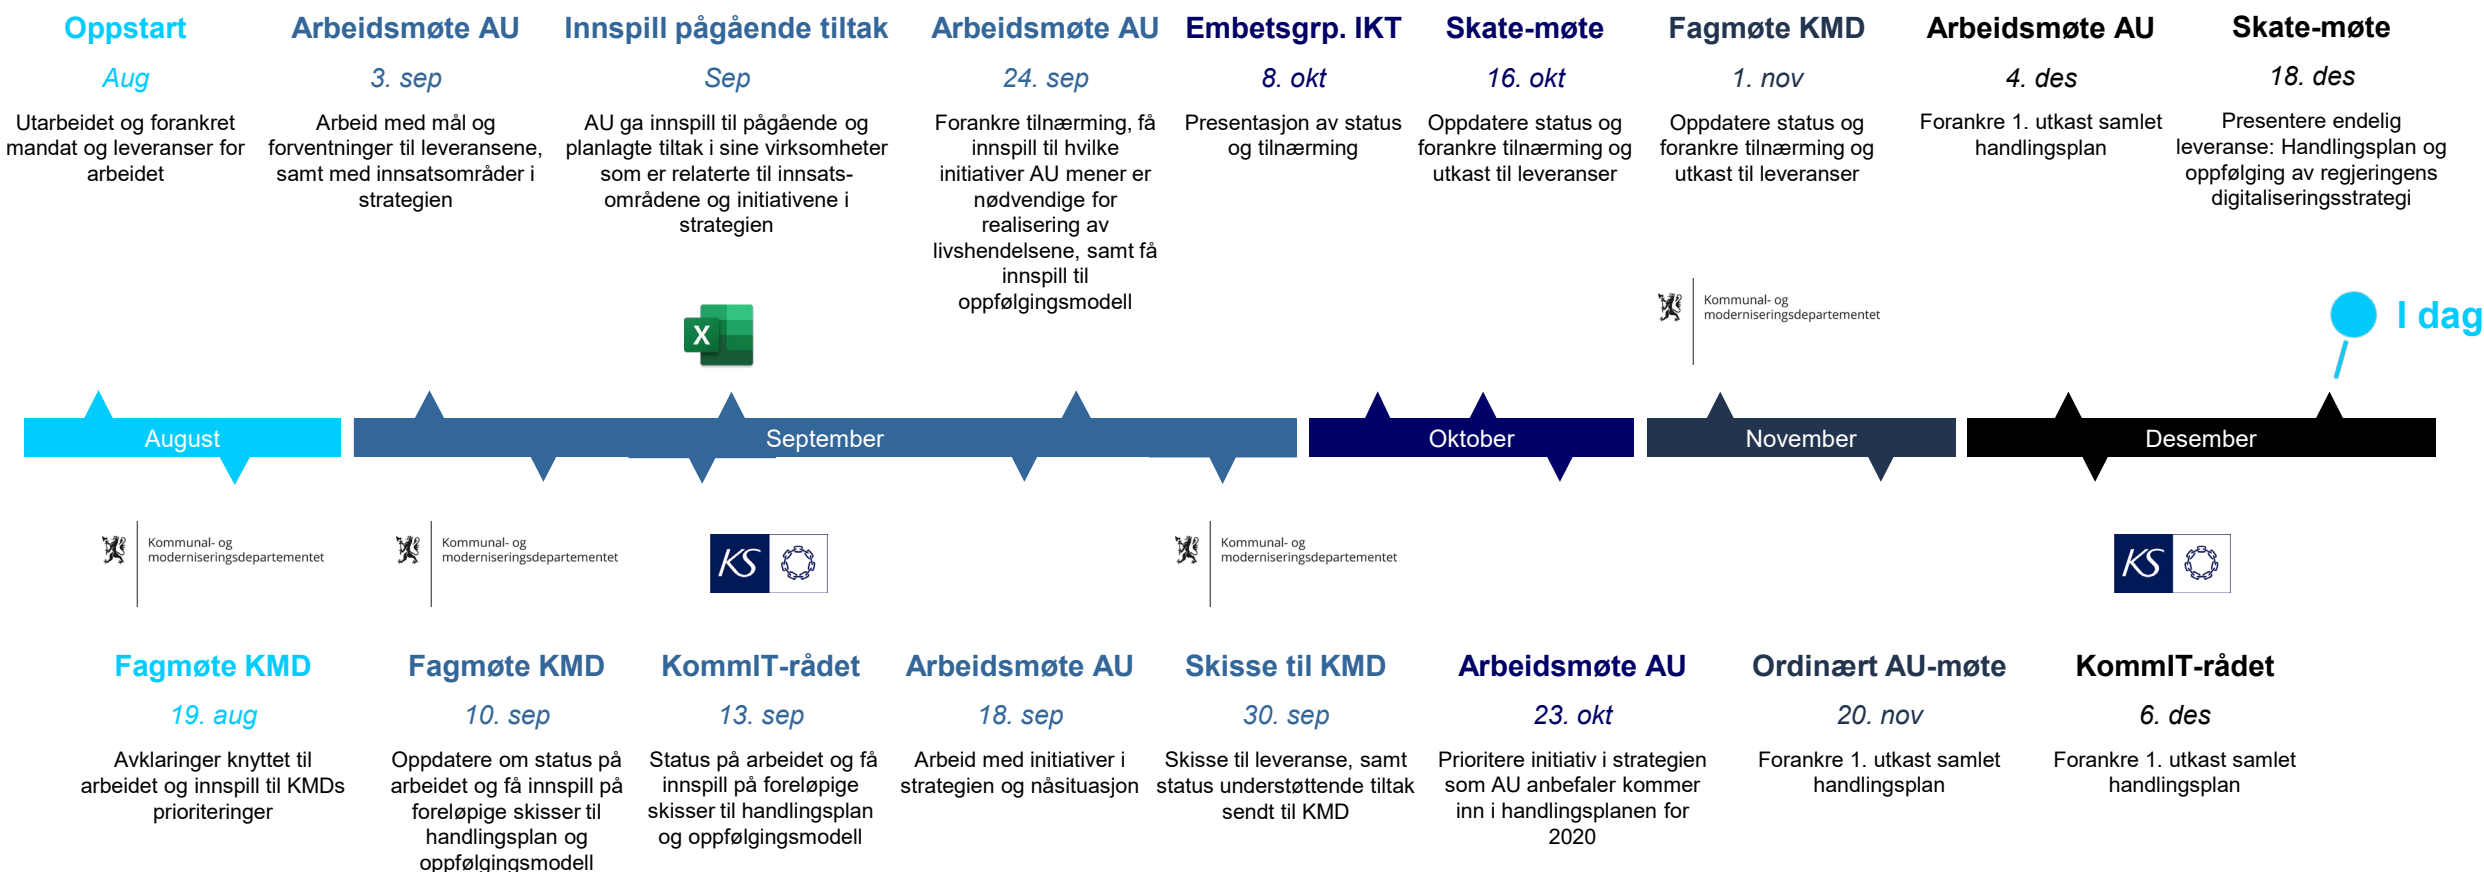 Oppstart
Aug
Utarbeidet og forankret
mandat og leveranser for
arbeidet
Arbeidsmøte AU
3. sep
Arbeid med mål og
forventninger til leveransene,
samt med innsatsområder i
strategien
Innspill pågående tiltak
Sep
AU ga innspill til pågående og
planlagte tiltak i sine virksomheter
som er relaterte til innsats-
områdene og initiativene i
strategien
Arbeidsmøte AU
24. sep
Forankre tilnærming, få
innspill til hvilke
initiativer AU mener er
nødvendige for
realisering av
livshendelsene, samt få
innspill til
oppfølgingsmodell
Embetsgrp. IKT
8. okt
Presentasjon av status
og tilnærming
Skate-møte
16. okt
Oppdatere status og
forankre tilnærming og
utkast til leveranser
Fagmøte KMD
1. nov
Oppdatere status og
forankre tilnærming og
utkast til leveranser
Arbeidsmøte AU
4. des
Forankre 1. utkast samlet
handlingsplan
Skate-møte
18. des
Presentere endelig
leveranse: Handlingsplan og
oppfølging av regjeringens
digitaliseringsstrategi
X
Kommunal- og
moderniseringsdepartementet
I dag
August
September
Oktober
November
Desember
Kommunal- og
moderniseringsdepartementet
Kommunal- og
moderniseringsdepartementet
KS
Kommunal- og
moderniseringsdepartementet
KS
Fagmøte KMD
19. aug
Avklaringer knyttet til
arbeidet og innspill til KMDs
prioriteringer
Fagmøte KMD
10. sep
Oppdatere om status på
arbeidet og få innspill på
foreløpige skisser til
handlingsplan og
oppfølgingsmodell
KommIT-rådet
13. sep
Status på arbeidet og få
innspill på foreløpige
skisser til handlingsplan
og oppfølgingsmodell
Arbeidsmøte AU
18. sep
Arbeid med initiativer i
strategien og nåsituasjon
Skisse til KMD
30. sep
Skisse til leveranse, samt
status understøttende tiltak
sendt til KMD
Arbeidsmøte AU
23. okt
Prioritere initiativ i strategien
som AU anbefaler kommer
inn i handlingsplanen for
2020
Ordinært AU-møte
20. nov
Forankre 1. utkast samlet
handlingsplan
KommIT-rådet
6. des
Forankre 1. utkast samlet
handlingsplan